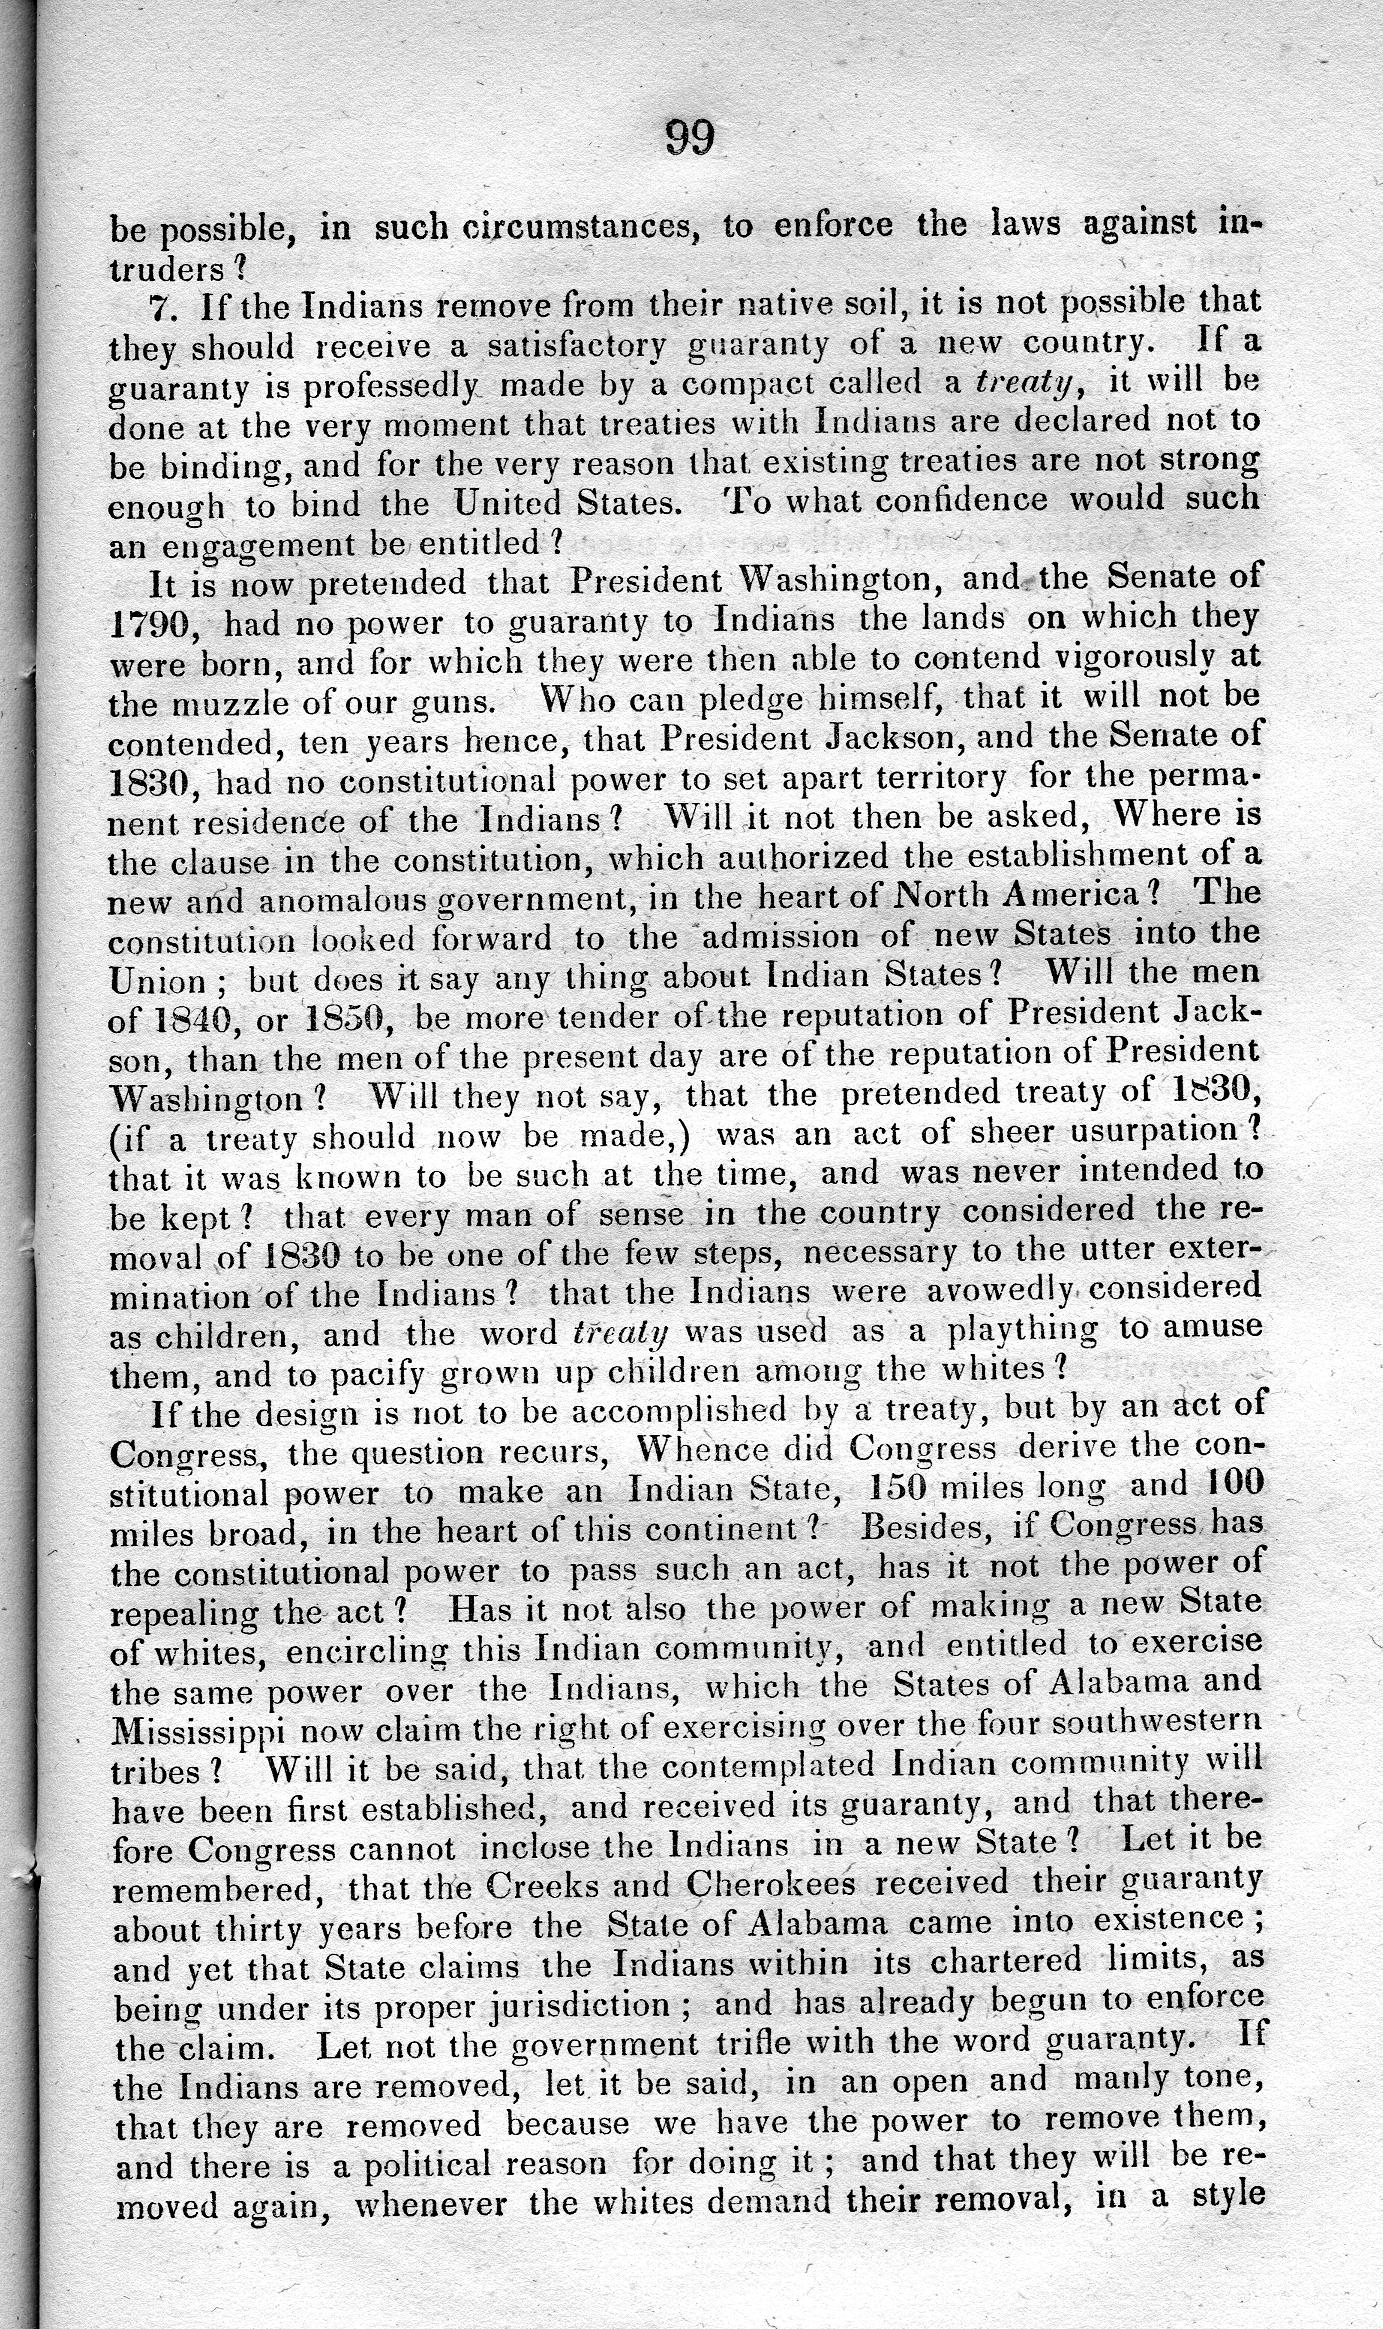 99
be possible, in such circumstances, to enforce the laws against in-
truders?
7. If the Indians remove from their native soil, it is not possible that
they should receive a satisfactory guaranty of a new country. If a
guaranty is professedly made by a compact called a treaty, it will be
done at the very moment that treaties with Indians are declared not to
be binding, and for the very reason that existing treaties are not strong
enough to bind the United States. To what confidence would such
an engagement be entitled?
It is now pretended that President Washington, and the Senate of
1790, had no power to guaranty to Indians the lands on which they
were born, and for which they were then able to contend vigorously at
the muzzle of our guns. Who can pledge himself, that it will not be
contended, ten years hence, that President Jackson, and the Senate of
1830, had no constitutional power to set apart territory for the perma-
nent residence of the Indians? Will it not then be asked, Where is
the clause in the constitution, which authorized the establishment of a
new and anomalous government, in the heart of North America? The
constitution looked forward to the admission of new States into the
Union; but does it say any thing about Indian States? Will the men
of 1840, or 1850, be more tender of the reputation of President Jack-
son, than the men of the present day are of the reputation of President
Washington? Will they not say, that the pretended treaty of 1830,
(if a treaty should now be made,) was an act of sheer usurpation?
that it was known to be such at the time, and was never intended to
be kept? that every man of sense in the country considered the re-
moval of 1830 to be one of the few steps, necessary to the utter exter-
mination of the Indians? that the Indians were avowedly considered
as children, and the word treaty was used as a plaything to amuse
them, and to pacify grown up children among the whites?
If the design is not to be accomplished by a treaty, but by an act of
Congress, the question recurs, Whence did Congress derive the con-
stitutional power to make an Indian State, 150 miles long and 100
miles broad, in the heart of this continent? Besides, if Congress has
the constitutional power to pass such an act, has it not the power of
repealing the act? Has it not also the power of making a new State
of whites, encircling this Indian community, and entitled to exercise
the same power over the Indians, which the States of Alabama and
Mississippi now claim the right of exercising over the four southwestern
tribes? Will it be said, that the contemplated Indian community will
have been first established, and received its guaranty, and that there-
fore Congress cannot inclose the Indians in a new State? Let it be
remembered, that the Creeks and Cherokees received their guaranty
about thirty years before the State of Alabama came into existence;
and yet that State claims the Indians within its chartered limits, as
being under its proper jurisdiction; and has already begun to enforce
the claim. Let not the government trifle with the word guaranty. If
the Indians are removed, let it be said, in an open and manly tone,
that they are removed because we have the power to remove them,
and there is a political reason for doing it; and that they will be re-
moved again, whenever the whites demand their removal, in a style